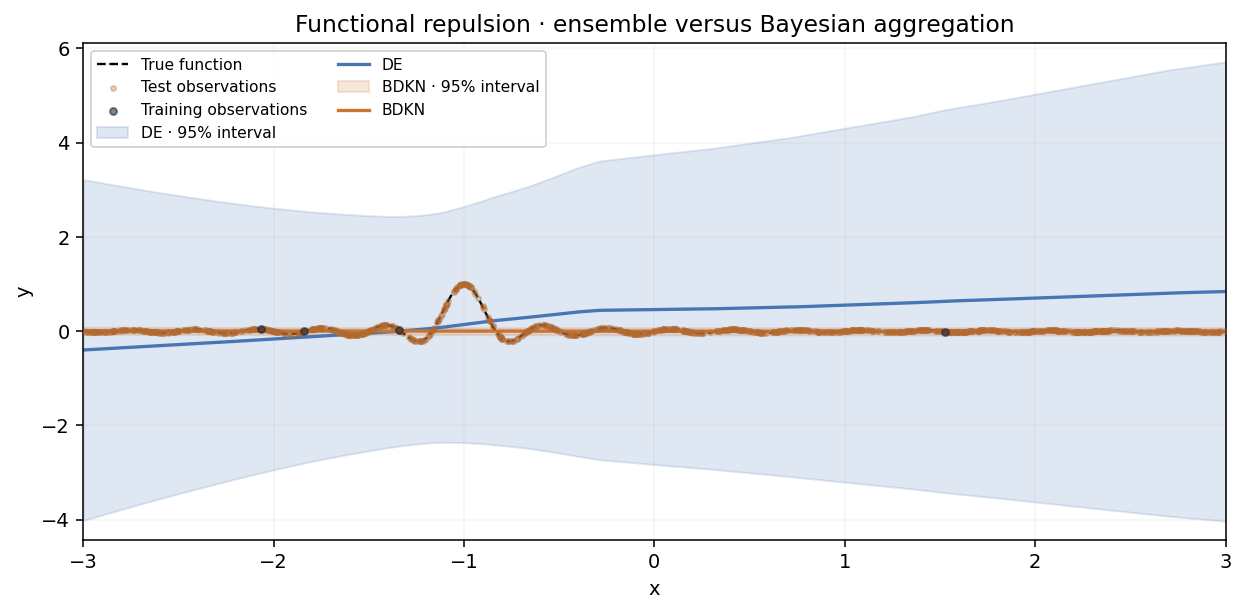 Functional repulsion · ensemble versus Bayesian aggregation
True function
Test observations
Training observations
DE · 95% interval
DE
BDKN · 95% interval
BDKN
y
6
4
2
0
−2
−4
−3
−2
−1
0
1
2
3
x